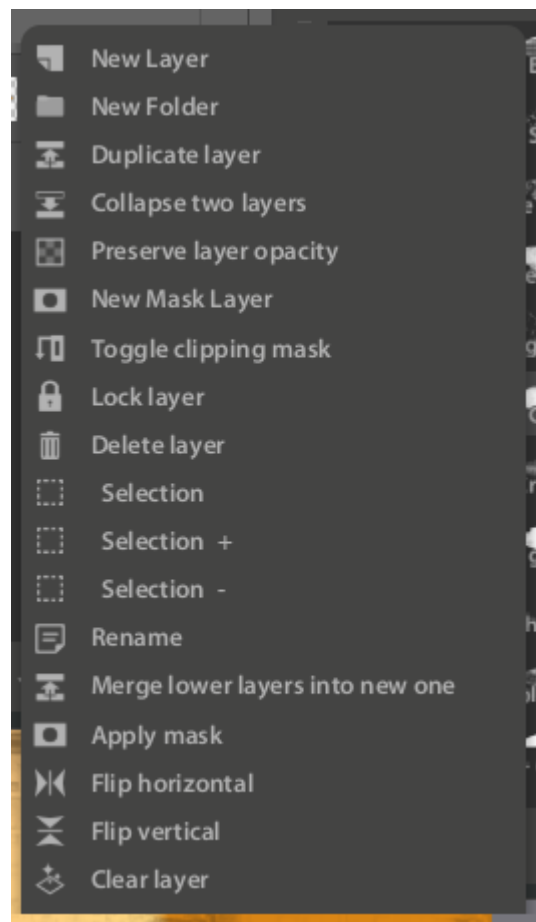 New Layer
New Folder
Duplicate layer
Collapse two layers
Preserve layer opacity
New Mask Layer
Toggle clipping mask
Lock layer
Delete layer
Selection
Selection +
Selection -
Rename
Merge lower layers into new one
Apply mask
Flip horizontal
Flip vertical
Clear layer